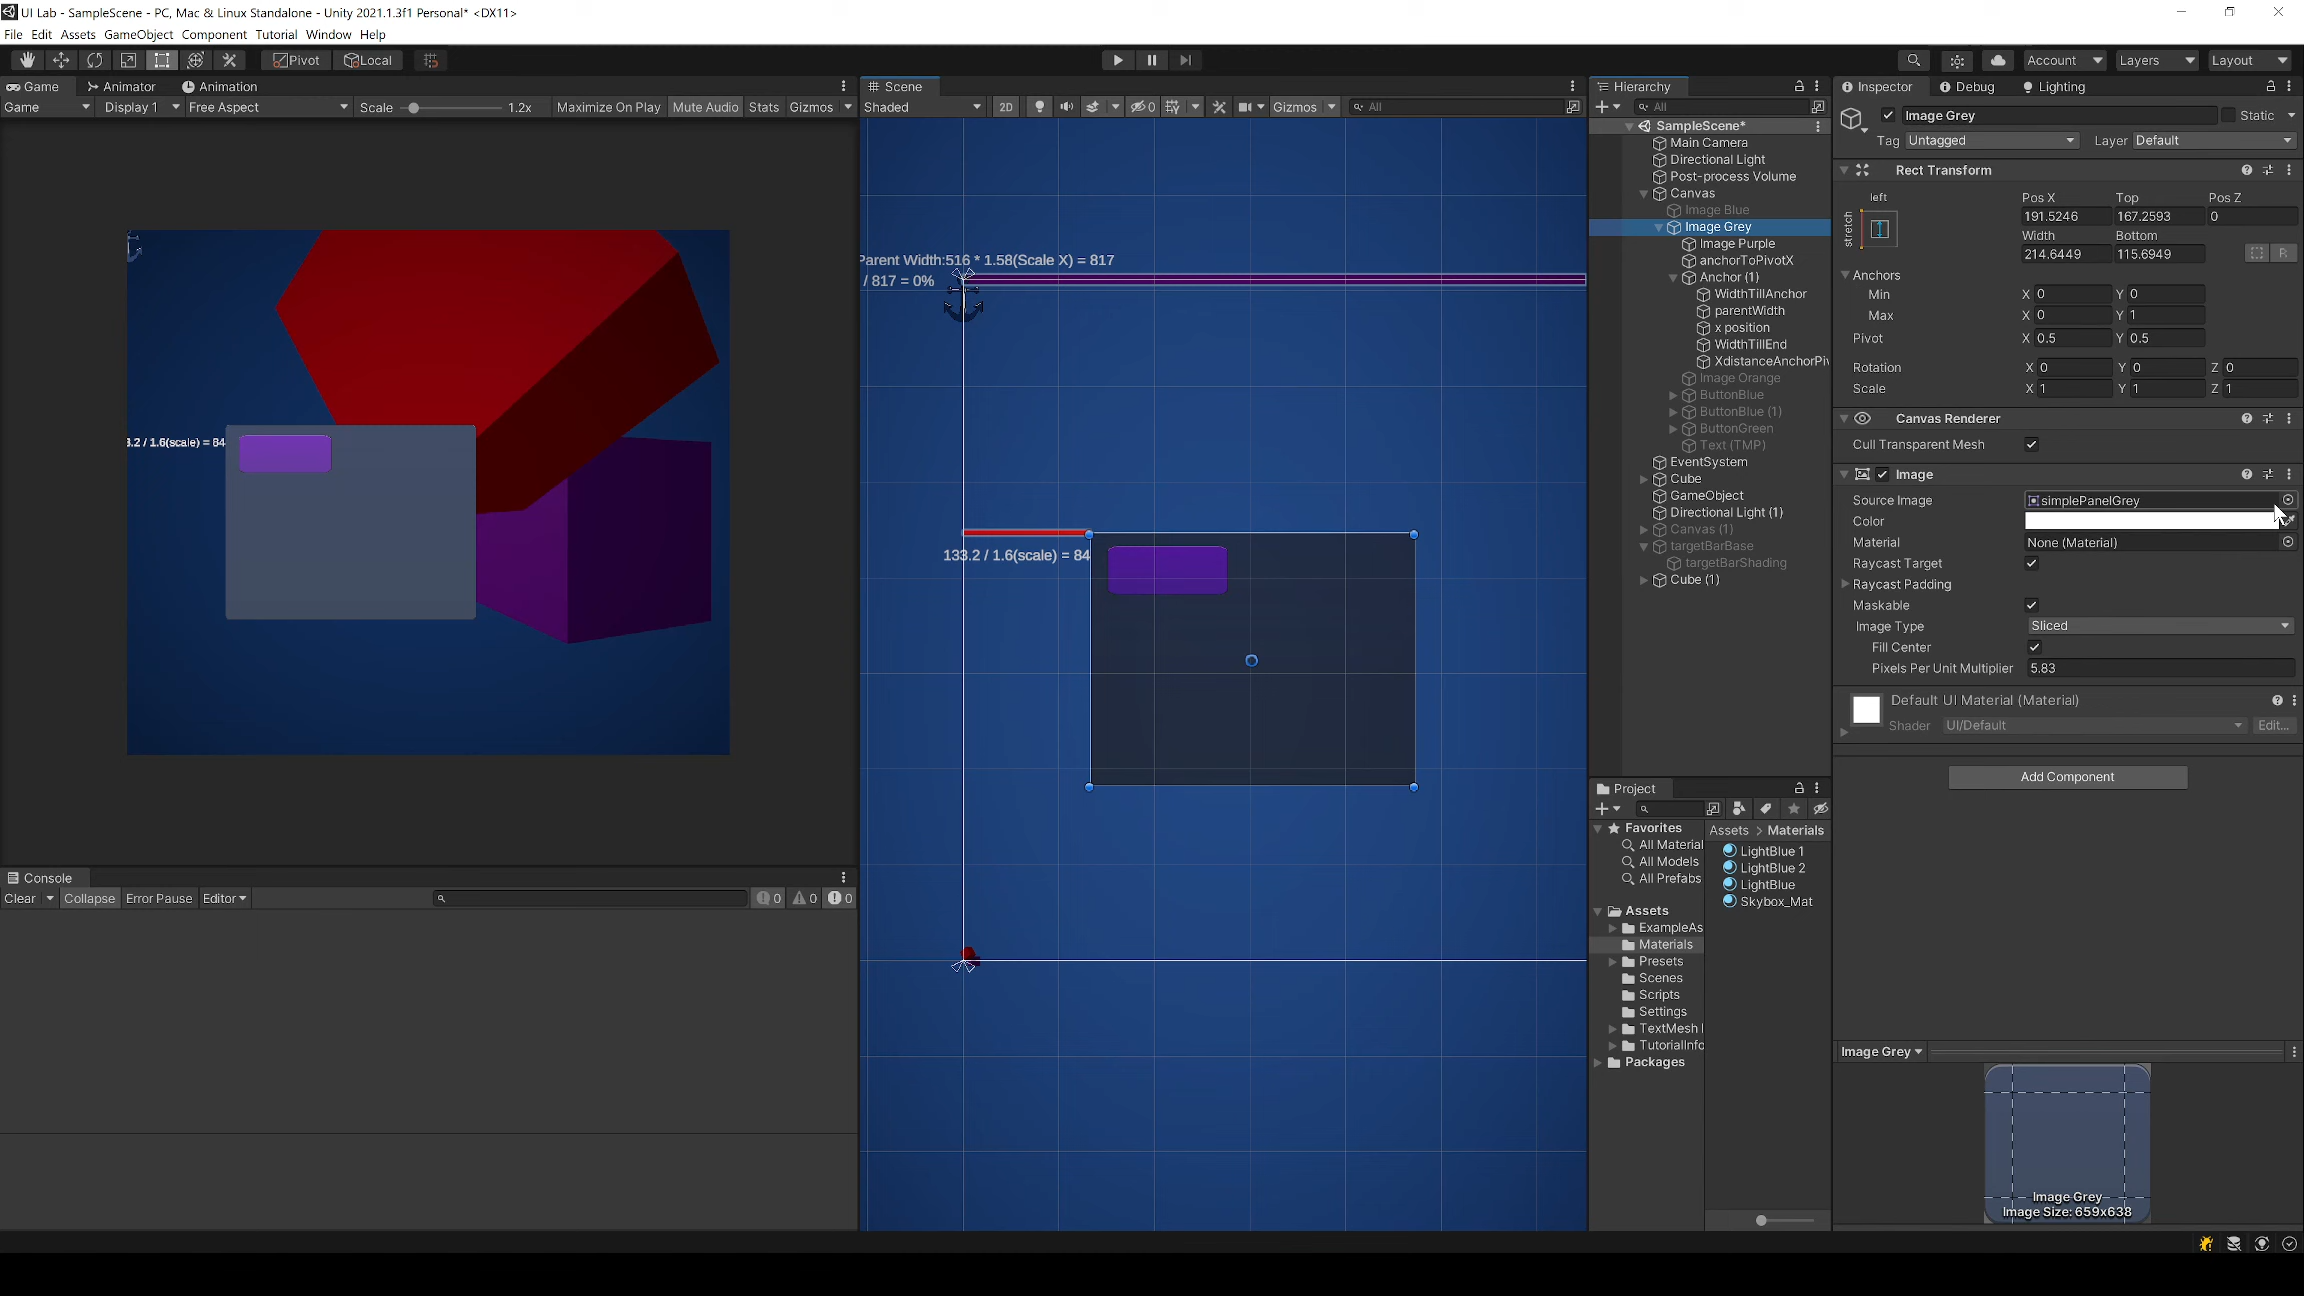 UI Lab - SampleScene - PC, Mac & Linux Standalone - Unity 2021.1.3f1 Personal* <DX11>
File Edit Assets GameObject Component Tutorial Window Help
Pivot Local
Account Layers Layout
Game Animator Animation
Game Display 1 Free Aspect Scale 1.2x Maximize On Play Mute Audio Stats Gizmos
3.2 / 1.6(scale) = 84
Console
Clear Collapse Error Pause Editor 0 0 0
Scene
Shaded 2D 0 Gizmos All
Parent Width:516 * 1.58(Scale X) = 817
/ 817 = 0%
133.2 / 1.6(scale) = 84
Hierarchy
All
SampleScene*
Main Camera
Directional Light
Post-process Volume
Canvas
Image Blue
Image Grey
Image Purple
anchorToPivotX
Anchor (1)
WidthTillAnchor
parentWidth
x position
WidthTillEnd
XdistanceAnchorPiv
Image Orange
ButtonBlue
ButtonBlue (1)
ButtonGreen
Text (TMP)
EventSystem
Cube
GameObject
Directional Light (1)
Canvas (1)
targetBarBase
targetBarShading
Cube (1)
Project
Favorites
All Material
All Models
All Prefabs
Assets
ExampleAs
Materials
Presets
Scenes
Scripts
Settings
TextMesh
TutorialInfo
Packages
Assets > Materials
LightBlue 1
LightBlue 2
LightBlue
Skybox_Mat
Inspector Debug Lighting
Image Grey Static
Tag Untagged Layer Default
Rect Transform
left
stretch
Pos X Top Pos Z
191.5246 167.2593 0
Width Bottom
214.6449 115.6949 R
Anchors
Min X 0 Y 0
Max X 0 Y 1
Pivot X 0.5 Y 0.5
Rotation X 0 Y 0 Z 0
Scale X 1 Y 1 Z 1
Canvas Renderer
Cull Transparent Mesh
Image
Source Image simplePanelGrey
Color
Material None (Material)
Raycast Target
Raycast Padding
Maskable
Image Type Sliced
Fill Center
Pixels Per Unit Multiplier 5.83
Default UI Material (Material)
Shader UI/Default Edit...
Add Component
Image Grey
Image Grey
Image Size: 659x638